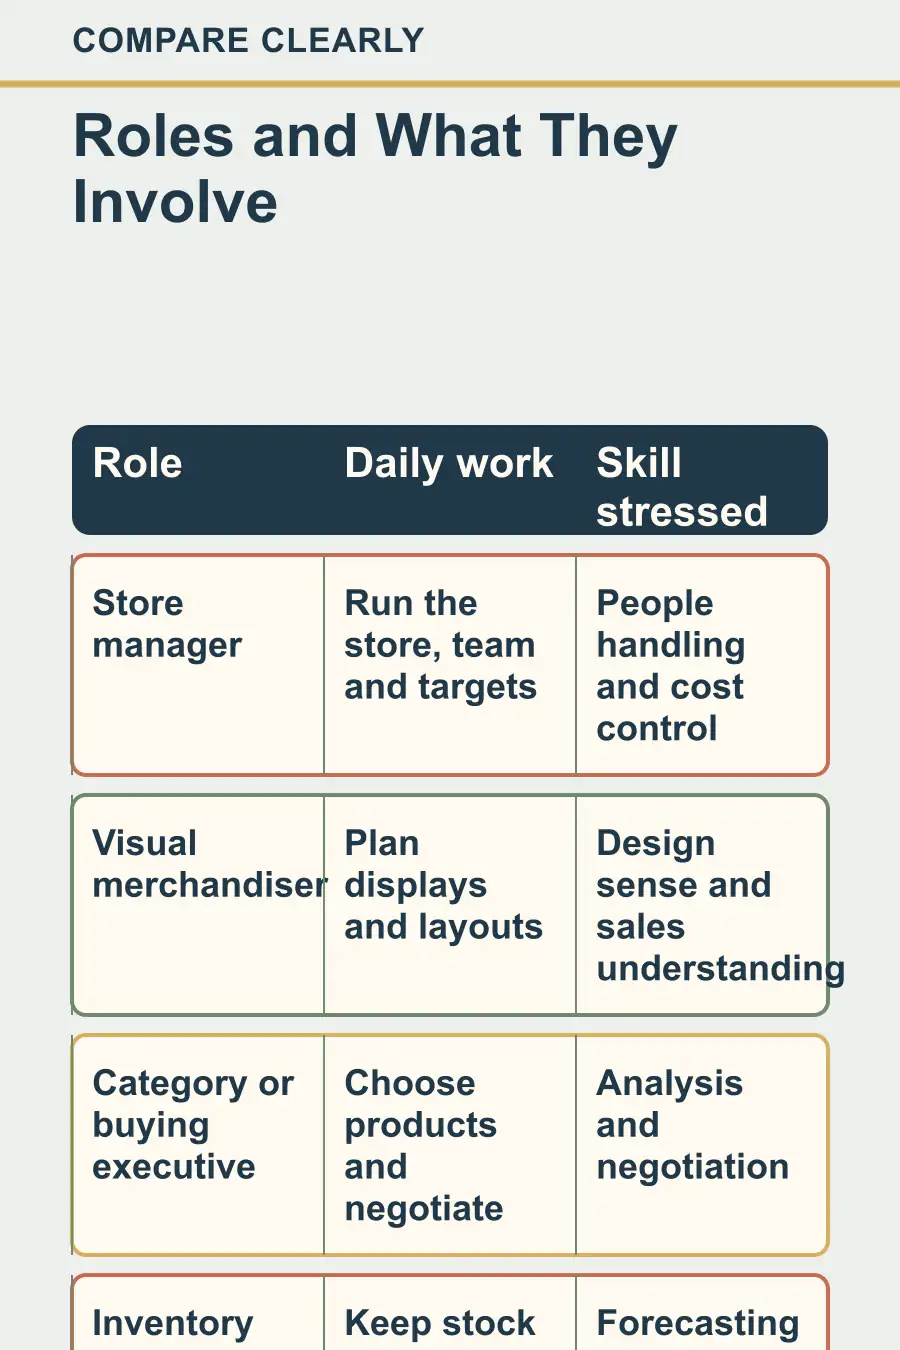 COMPARE CLEARLY
Roles and What They
Involve
Role
Daily work
Skill
stressed
Store
manager
Run the
store, team
and targets
People
handling
and cost
control
Visual
merchandiser
Plan
displays
and layouts
Design
sense and
sales
understanding
Category or
buying
executive
Choose
products
and
negotiate
Analysis
and
negotiation
Inventory
Keep stock
Forecasting